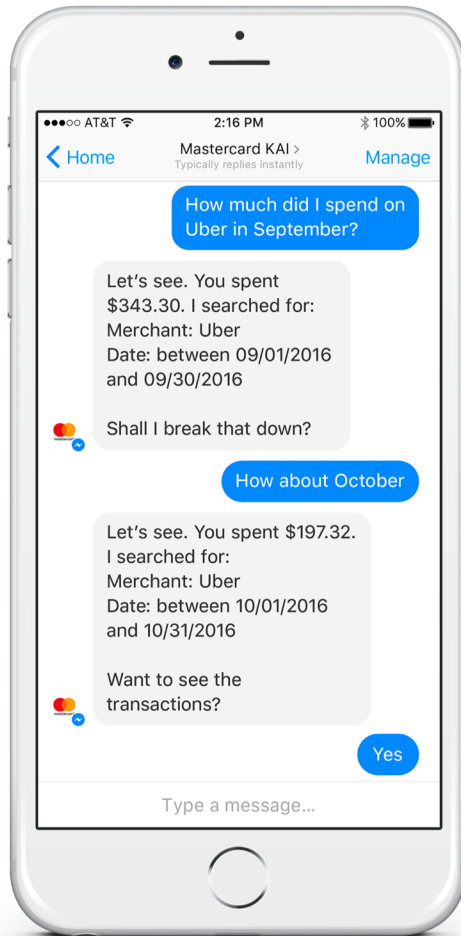 AT&T 2:16 PM 100%
Home Mastercard KAI > Manage
Typically replies instantly
How much did I spend on
Uber in September?
Let's see. You spent
$343.30. I searched for:
Merchant: Uber
Date: between 09/01/2016
and 09/30/2016
Shall I break that down?
mastercard
How about October
Let's see. You spent $197.32.
I searched for:
Merchant: Uber
Date: between 10/01/2016
and 10/31/2016
Want to see the
transactions?
mastercard
Yes
Type a message...